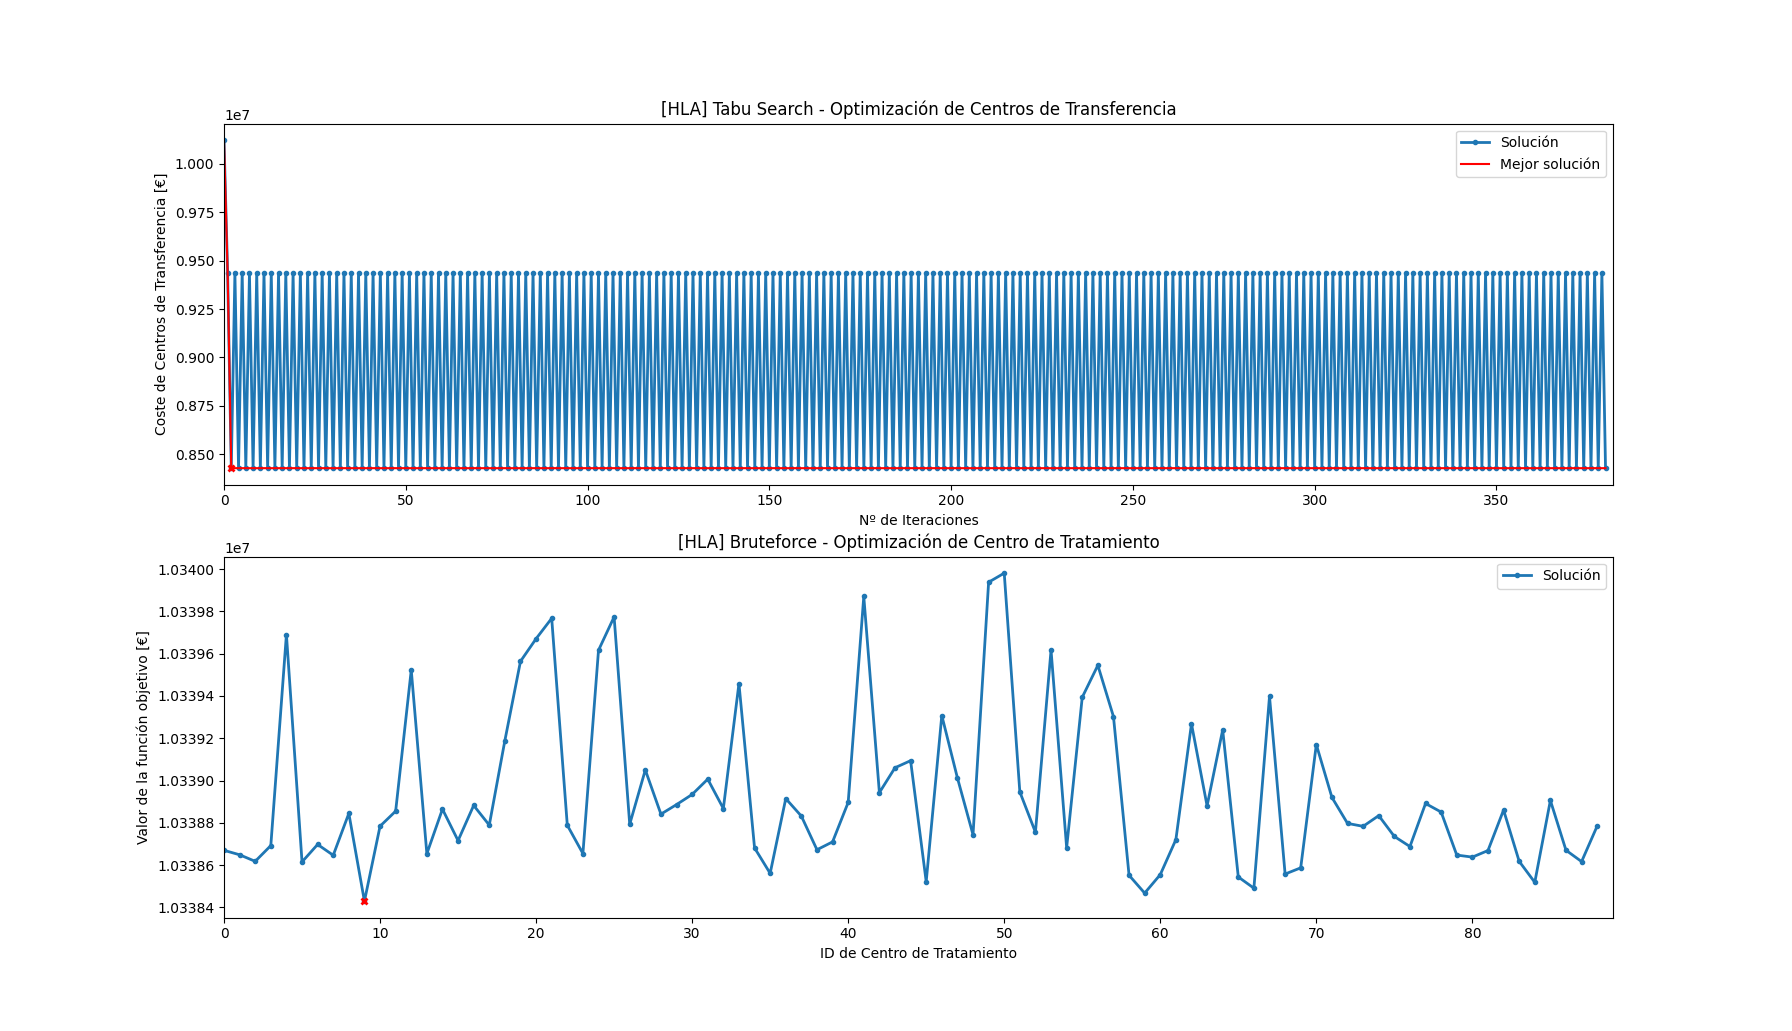 [HLA] Tabu Search - Optimización de Centros de Transferencia
1e7
Coste de Centros de Transferencia [€]
1.000
0.975
0.950
0.925
0.900
0.875
0.850
Solución
Mejor solución
0 50 100 150 200 250 300 350
Nº de Iteraciones
[HLA] Bruteforce - Optimización de Centro de Tratamiento
1e7
Valor de la función objetivo [€]
1.03400
1.03398
1.03396
1.03394
1.03392
1.03390
1.03388
1.03386
1.03384
Solución
0 10 20 30 40 50 60 70 80
ID de Centro de Tratamiento